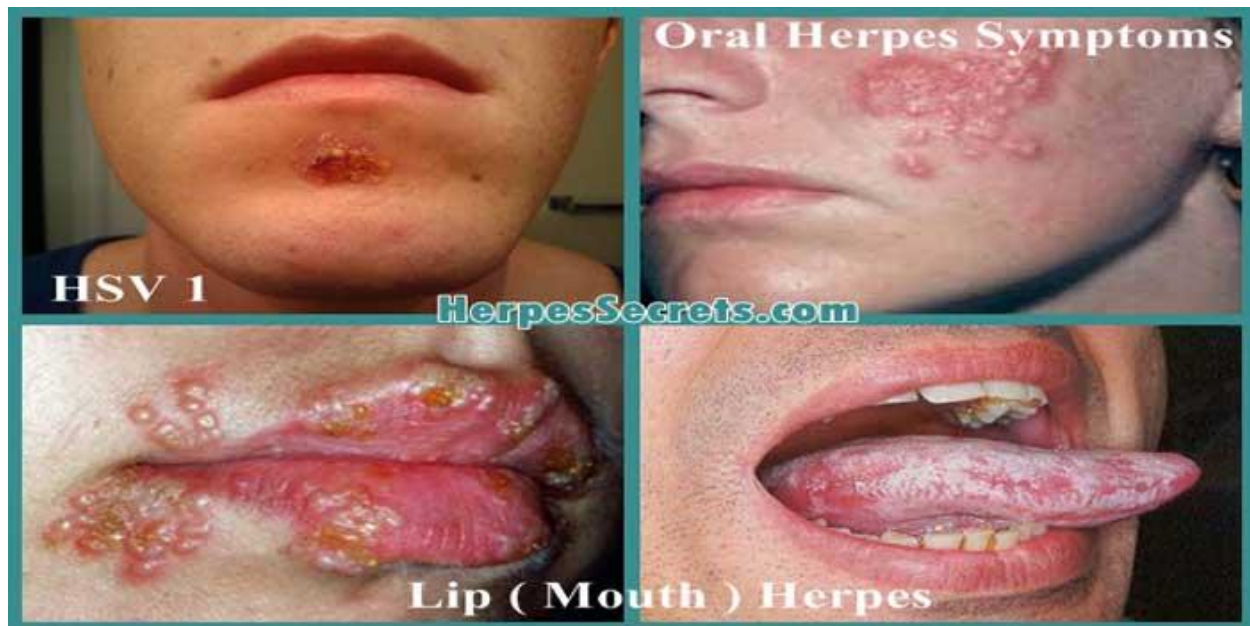 Oral Herpes Symptoms
HSV 1
HerpesSecrets.com
Lip ( Mouth ) Herpes